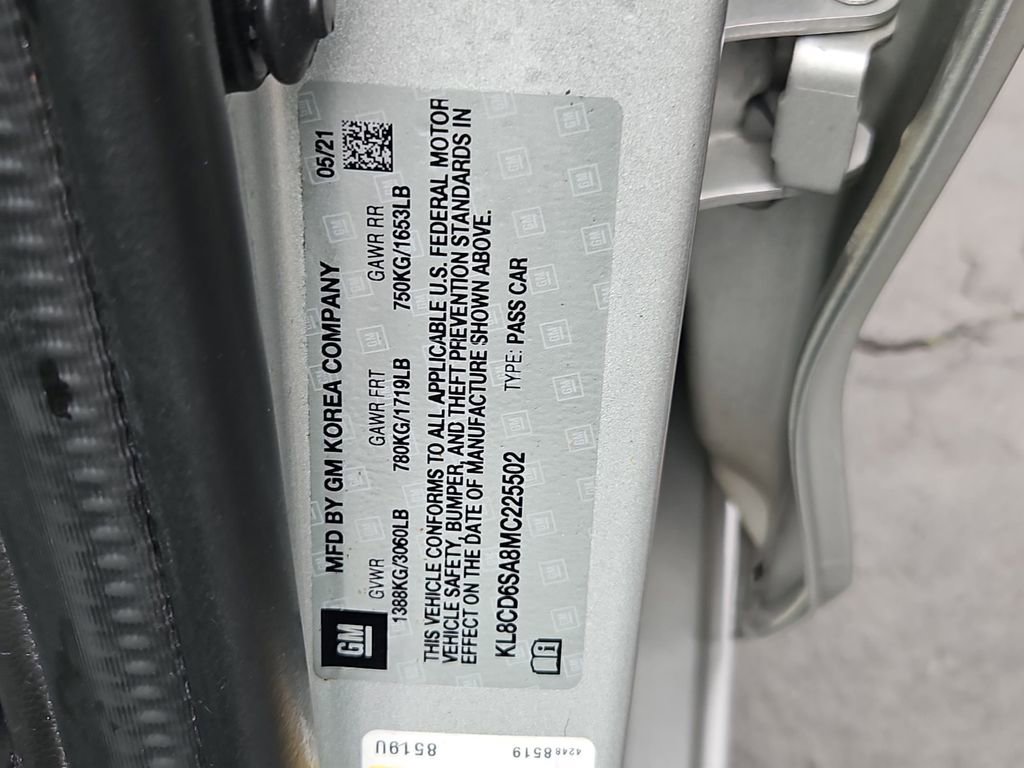 GM
MFD BY GM KOREA COMPANY 05/21
GVWR GAWR FRT GAWR RR
1388KG/3060LB 780KG/1719LB 750KG/1653LB
THIS VEHICLE CONFORMS TO ALL APPLICABLE U.S. FEDERAL MOTOR
VEHICLE SAFETY, BUMPER, AND THEFT PREVENTION STANDARDS IN
EFFECT ON THE DATE OF MANUFACTURE SHOWN ABOVE.
KL8CD6SA8MC225502 TYPE: PASS CAR
8519U
42488519